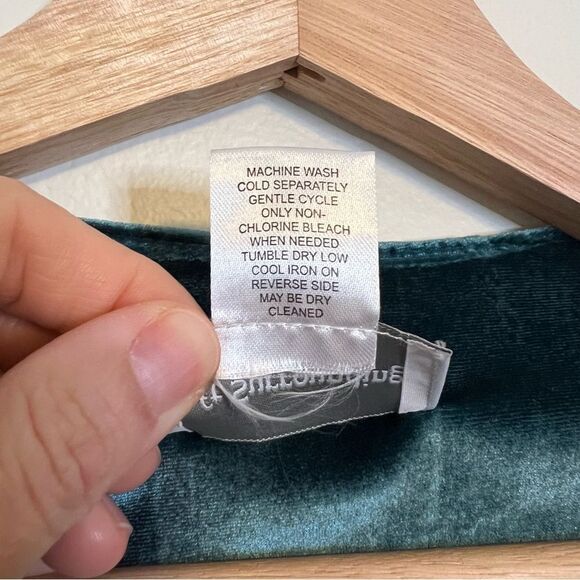 MACHINE WASH
COLD SEPARATELY
GENTLE CYCLE
ONLY NON-
CHLORINE BLEACH
WHEN NEEDED
TUMBLE DRY LOW
COOL IRON ON
REVERSE SIDE
MAY BE DRY
CLEANED